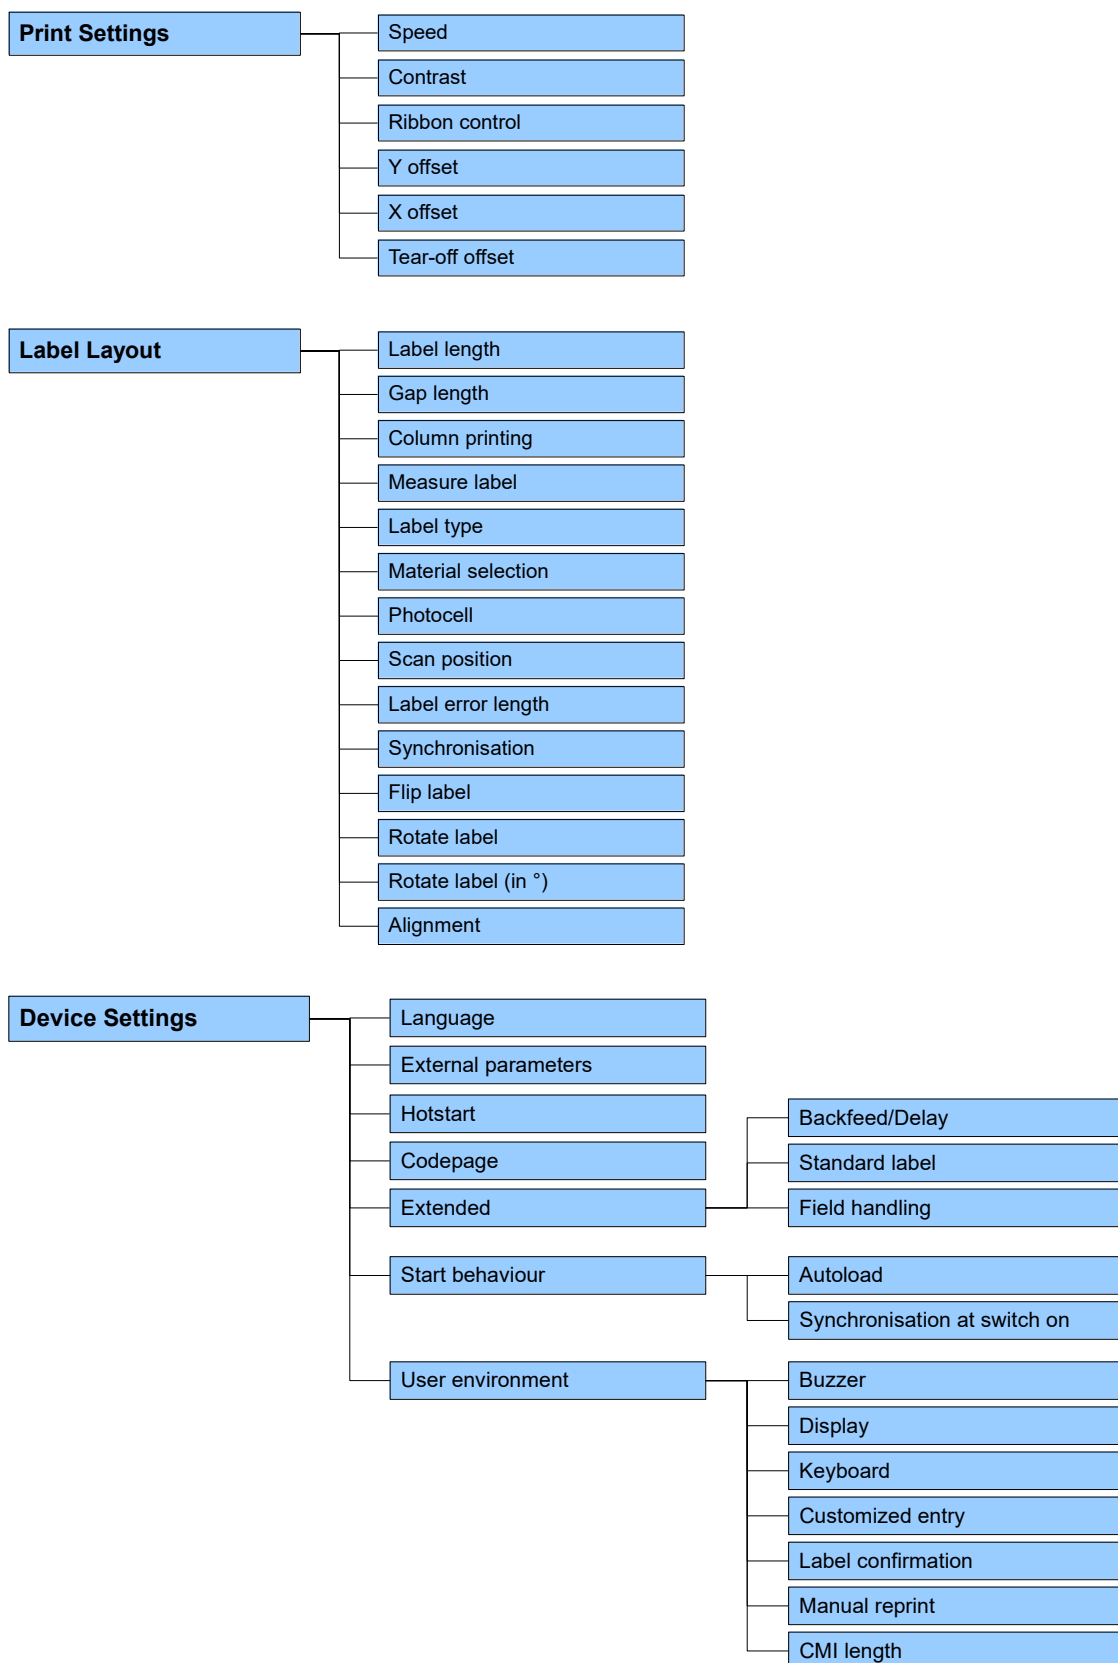 Print Settings
Speed
Contrast
Ribbon control
Y offset
X offset
Tear-off offset
Label Layout
Label length
Gap length
Column printing
Measure label
Label type
Material selection
Photocell
Scan position
Label error length
Synchronisation
Flip label
Rotate label
Rotate label (in °)
Alignment
Device Settings
Language
External parameters
Hotstart
Codepage
Extended
Backfeed/Delay
Standard label
Field handling
Start behaviour
Autoload
Synchronisation at switch on
User environment
Buzzer
Display
Keyboard
Customized entry
Label confirmation
Manual reprint
CMI length